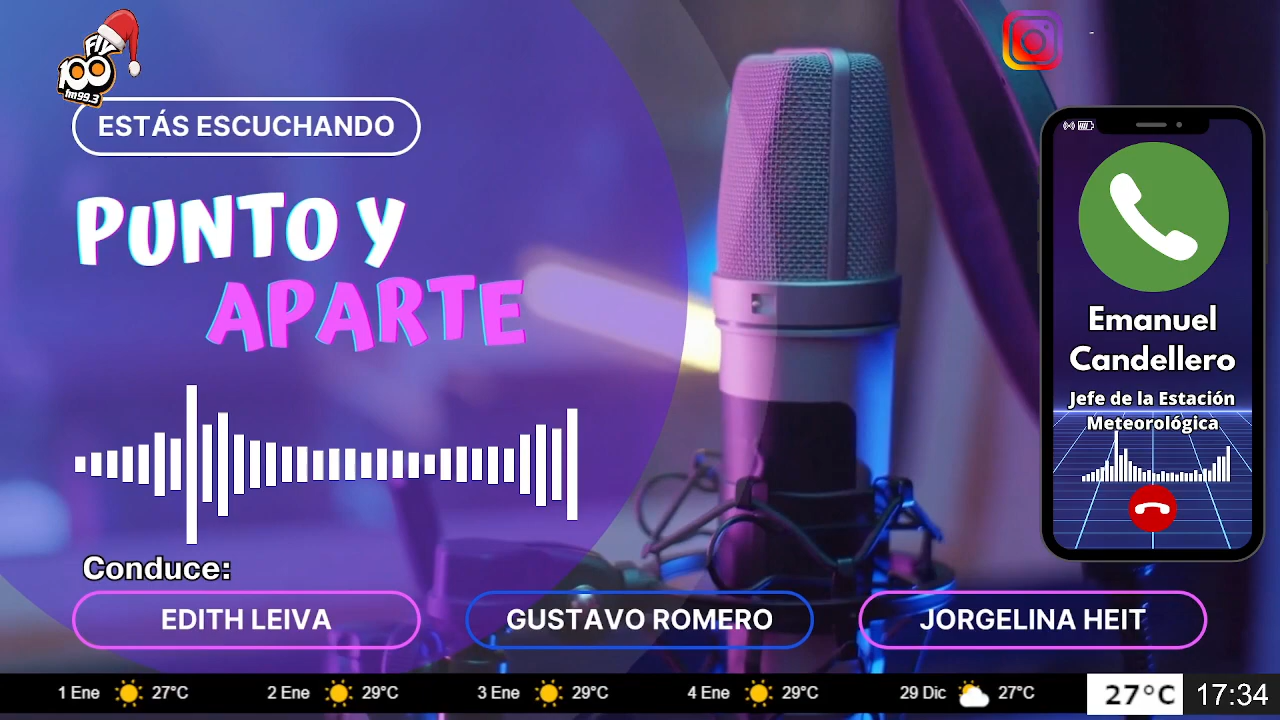 FLY
100
fm99.3
ESTÁS ESCUCHANDO
PUNTO Y
APARTE
Emanuel
Candellero
Jefe de la Estación
Meteorológica
Conduce:
EDITH LEIVA
GUSTAVO ROMERO
JORGELINA HEIT
1 Ene 27°C 2 Ene 29°C 3 Ene 29°C 4 Ene 29°C 29 Dic 27°C 27°C 17:34